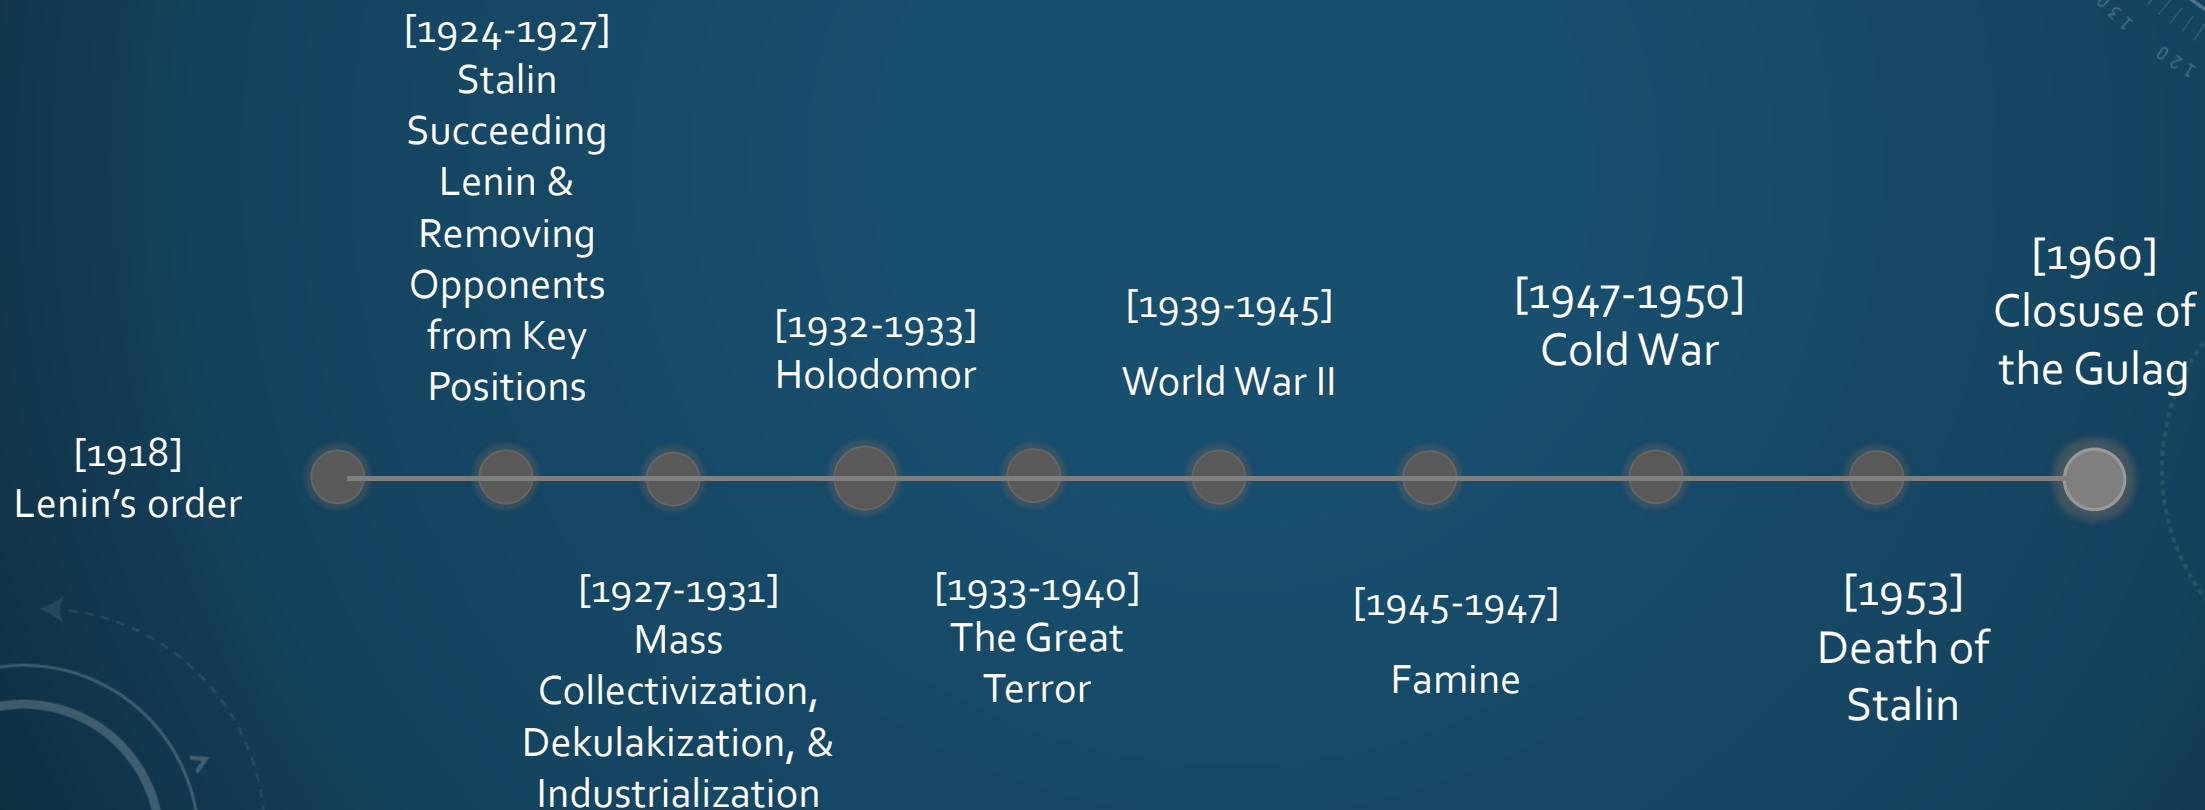 [1918]
Lenin's order
[1924-1927]
Stalin
Succeeding
Lenin &
Removing
Opponents
from Key
Positions
[1927-1931]
Mass
Collectivization,
Dekulakization, &
Industrialization
[1932-1933]
Holodomor
[1933-1940]
The Great
Terror
[1939-1945]
World War II
[1945-1947]
Famine
[1947-1950]
Cold War
[1953]
Death of
Stalin
[1960]
Closuse of
the Gulag
130
120